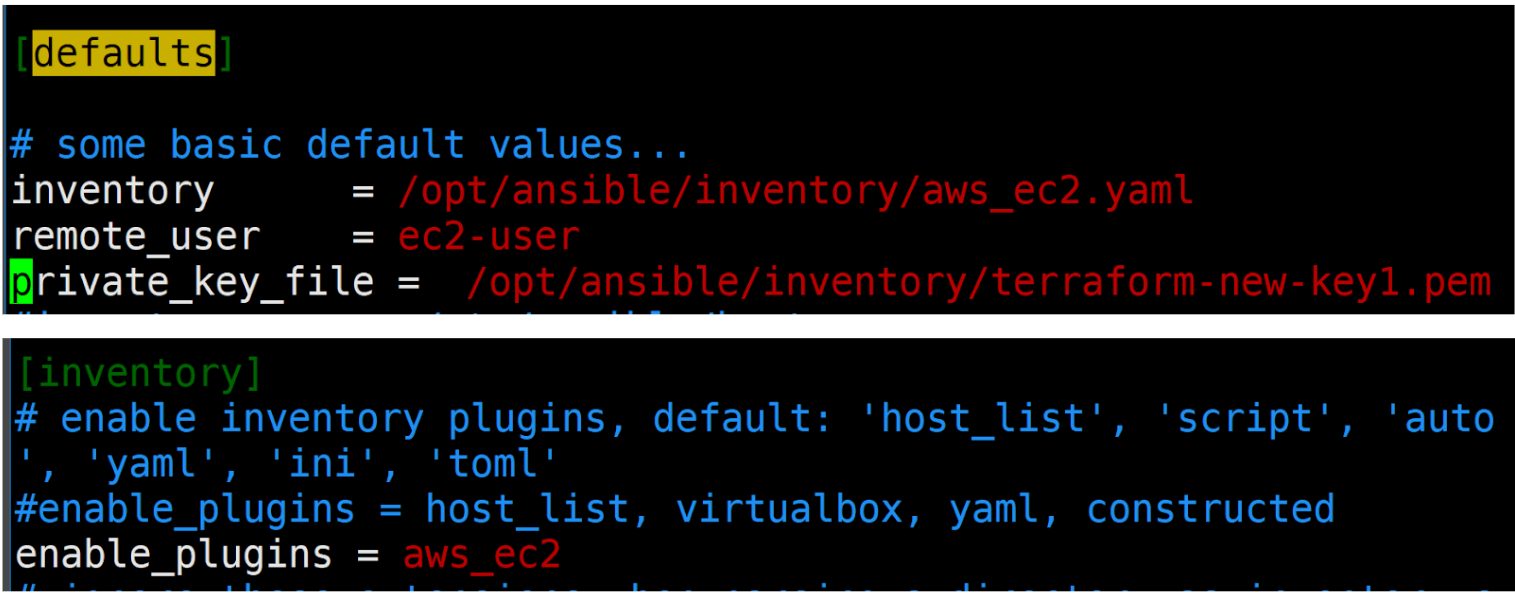 [defaults]
# some basic default values...
inventory      = /opt/ansible/inventory/aws_ec2.yaml
remote_user    = ec2-user
private_key_file =  /opt/ansible/inventory/terraform-new-key1.pem
[inventory]
# enable inventory plugins, default: 'host_list', 'script', 'auto
', 'yaml', 'ini', 'toml'
#enable_plugins = host_list, virtualbox, yaml, constructed
enable_plugins = aws_ec2